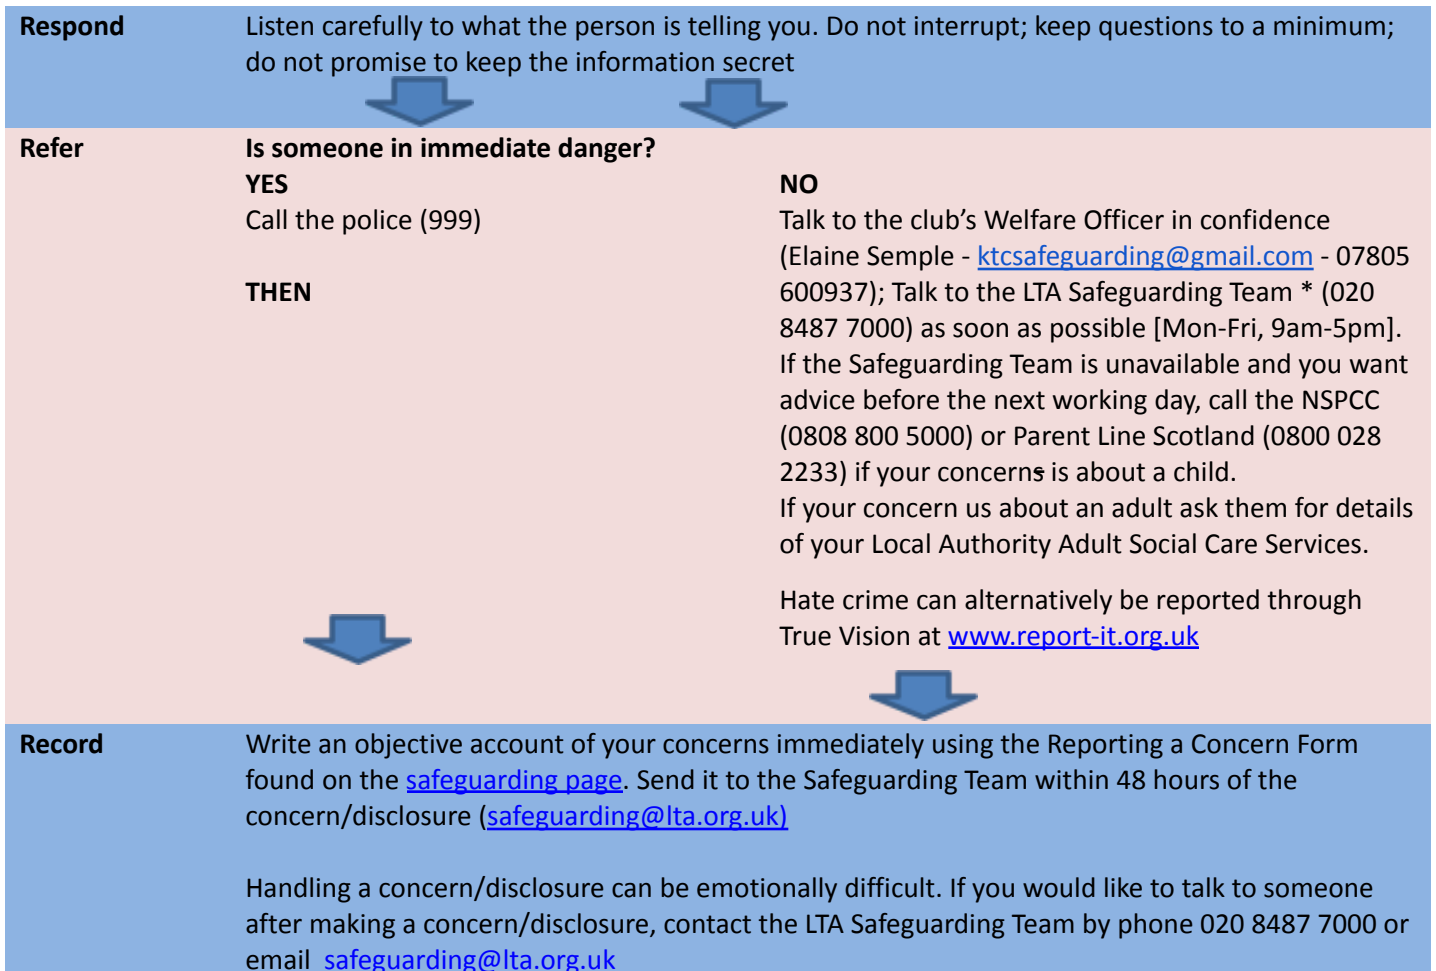 Respond
Listen carefully to what the person is telling you. Do not interrupt; keep questions to a minimum;
do not promise to keep the information secret
Refer
Is someone in immediate danger?
YES
Call the police (999)
THEN
NO
Talk to the club’s Welfare Officer in confidence
(Elaine Semple - ktcsafeguarding@gmail.com - 07805
600937); Talk to the LTA Safeguarding Team * (020
8487 7000) as soon as possible [Mon-Fri, 9am-5pm].
If the Safeguarding Team is unavailable and you want
advice before the next working day, call the NSPCC
(0808 800 5000) or Parent Line Scotland (0800 028
2233) if your concerns is about a child.
If your concern us about an adult ask them for details
of your Local Authority Adult Social Care Services.
Hate crime can alternatively be reported through
True Vision at www.report-it.org.uk
Record
Write an objective account of your concerns immediately using the Reporting a Concern Form
found on the safeguarding page. Send it to the Safeguarding Team within 48 hours of the
concern/disclosure (safeguarding@lta.org.uk)
Handling a concern/disclosure can be emotionally difficult. If you would like to talk to someone
after making a concern/disclosure, contact the LTA Safeguarding Team by phone 020 8487 7000 or
email safeguarding@lta.org.uk